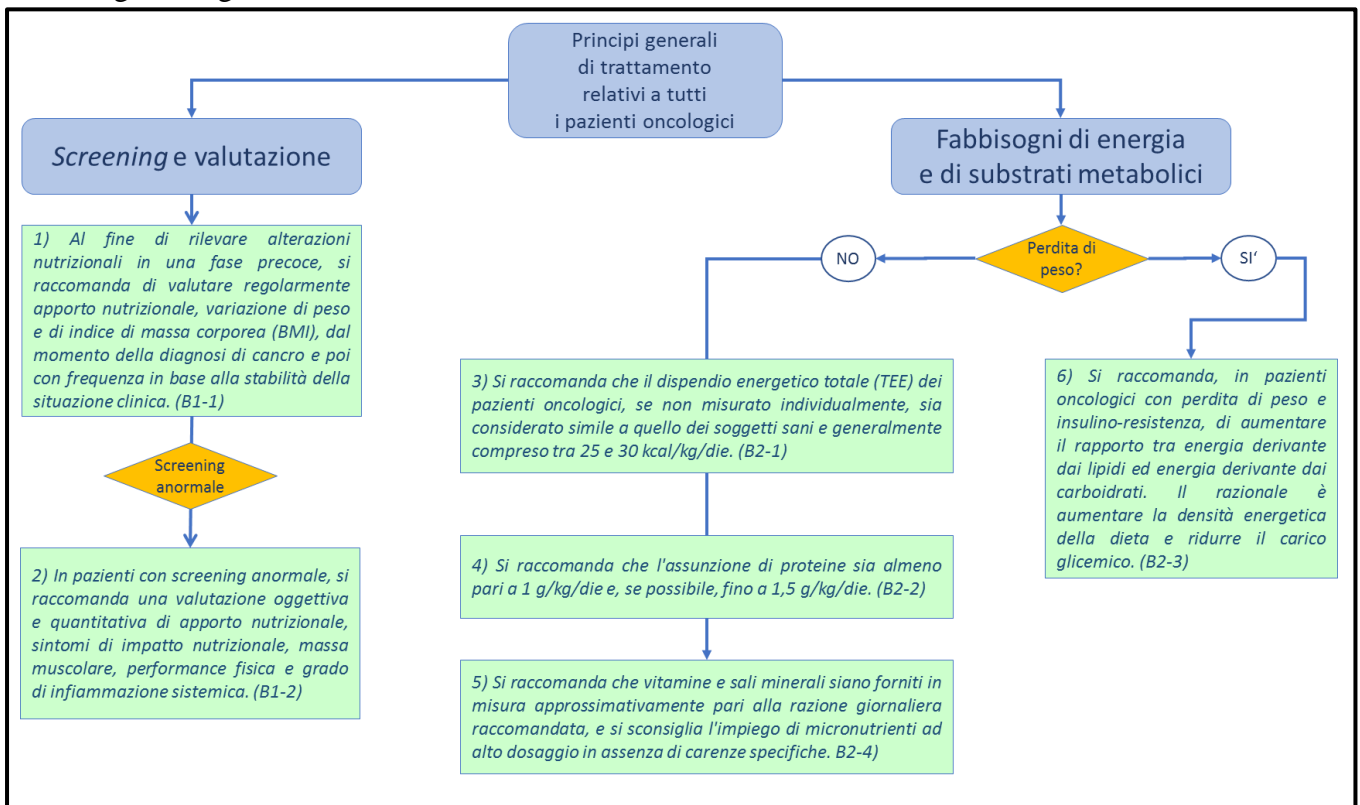 Principi generali
di trattamento
relativi a tutti
i pazienti oncologici
Screening e valutazione
1) Al fine di rilevare alterazioni
nutrizionali in una fase precoce, si
raccomanda di valutare regolarmente
apporto nutrizionale, variazione di peso
e di indice di massa corporea (BMI), dal
momento della diagnosi di cancro e poi
con frequenza in base alla stabilità della
situazione clinica. (B1-1)
Screening
anormale
2) In pazienti con screening anormale, si
raccomanda una valutazione oggettiva
e quantitativa di apporto nutrizionale,
sintomi di impatto nutrizionale, massa
muscolare, performance fisica e grado
di infiammazione sistemica. (B1-2)
Fabbisogni di energia
e di substrati metabolici
Perdita di
peso?
NO
SI'
3) Si raccomanda che il dispendio energetico totale (TEE) dei
pazienti oncologici, se non misurato individualmente, sia
considerato simile a quello dei soggetti sani e generalmente
compreso tra 25 e 30 kcal/kg/die. (B2-1)
4) Si raccomanda che l'assunzione di proteine sia almeno
pari a 1 g/kg/die e, se possibile, fino a 1,5 g/kg/die. (B2-2)
5) Si raccomanda che vitamine e sali minerali siano forniti in
misura approssimativamente pari alla razione giornaliera
raccomandata, e si sconsiglia l'impiego di micronutrienti ad
alto dosaggio in assenza di carenze specifiche. B2-4)
6) Si raccomanda, in pazienti
oncologici con perdita di peso e
insulino-resistenza, di aumentare
il rapporto tra energia derivante
dai lipidi ed energia derivante dai
carboidrati. Il razionale è
aumentare la densità energetica
della dieta e ridurre il carico
glicemico. (B2-3)